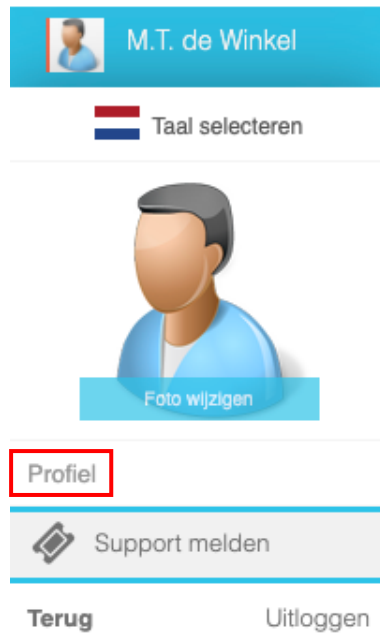 M.T. de Winkel
Taal selecteren
Foto wijzigen
Profiel
Support melden
Terug Uitloggen